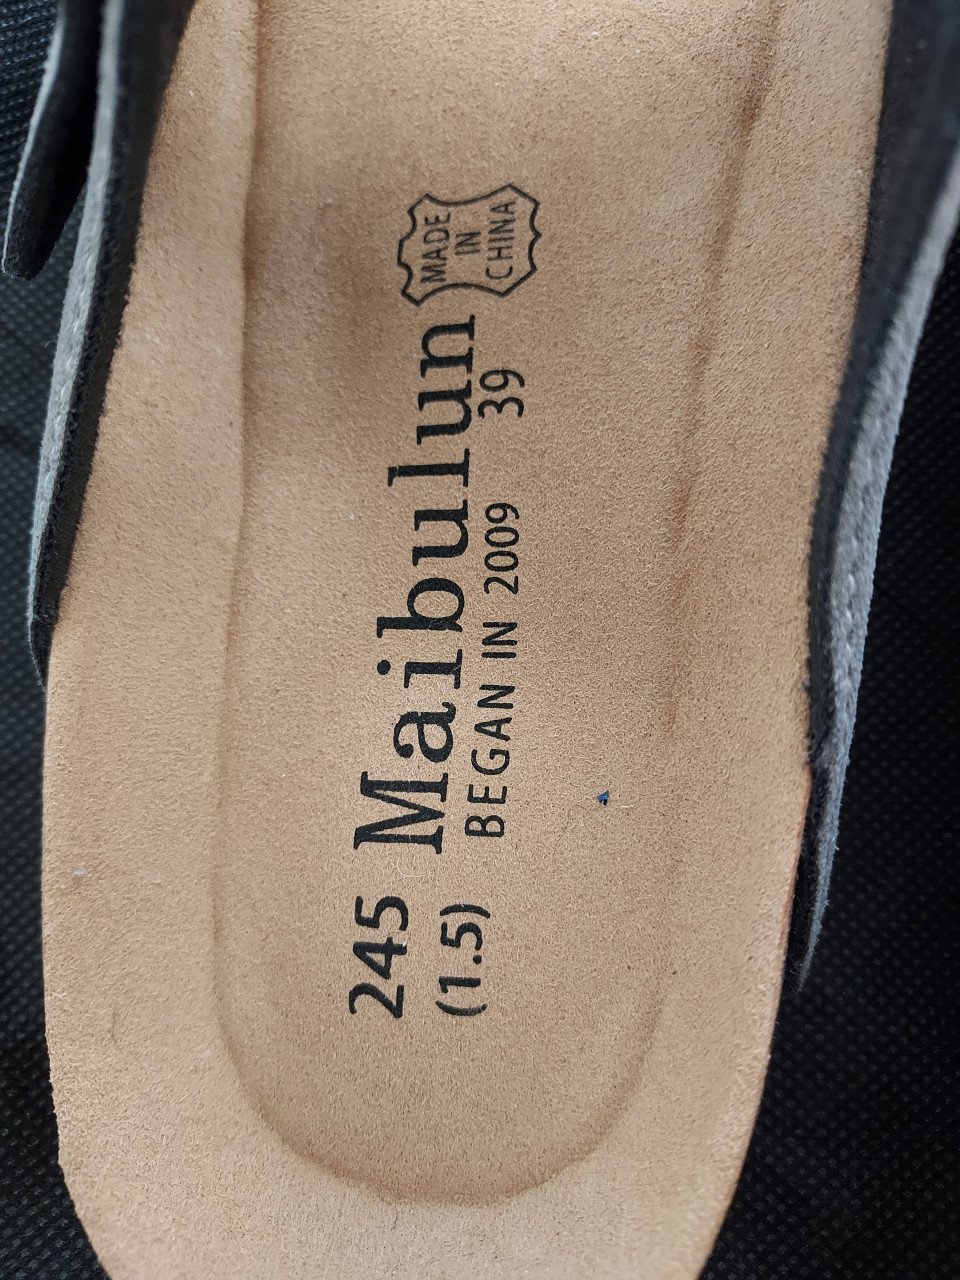 245 Maibulun
(1.5) BEGAN IN 2009 39
MADE
IN
CHINA